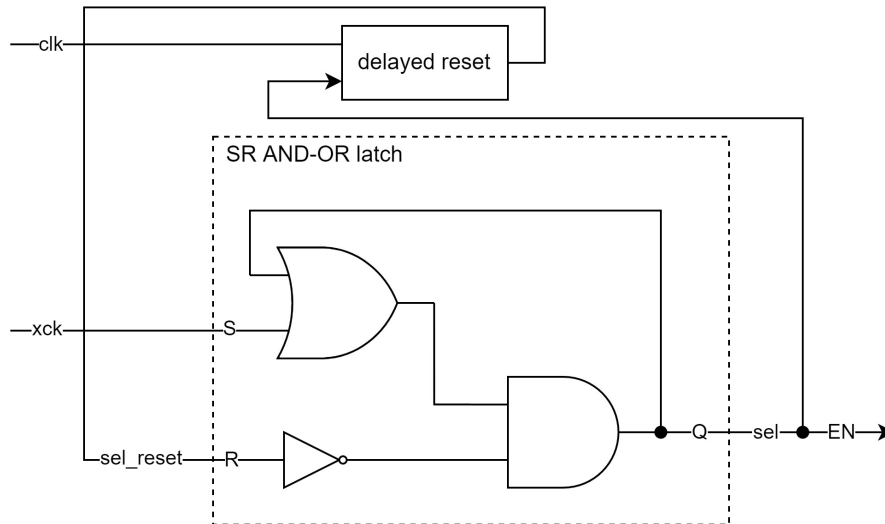 clk
delayed reset
SR AND-OR latch
xck
S
Q
sel
EN
sel_reset
R